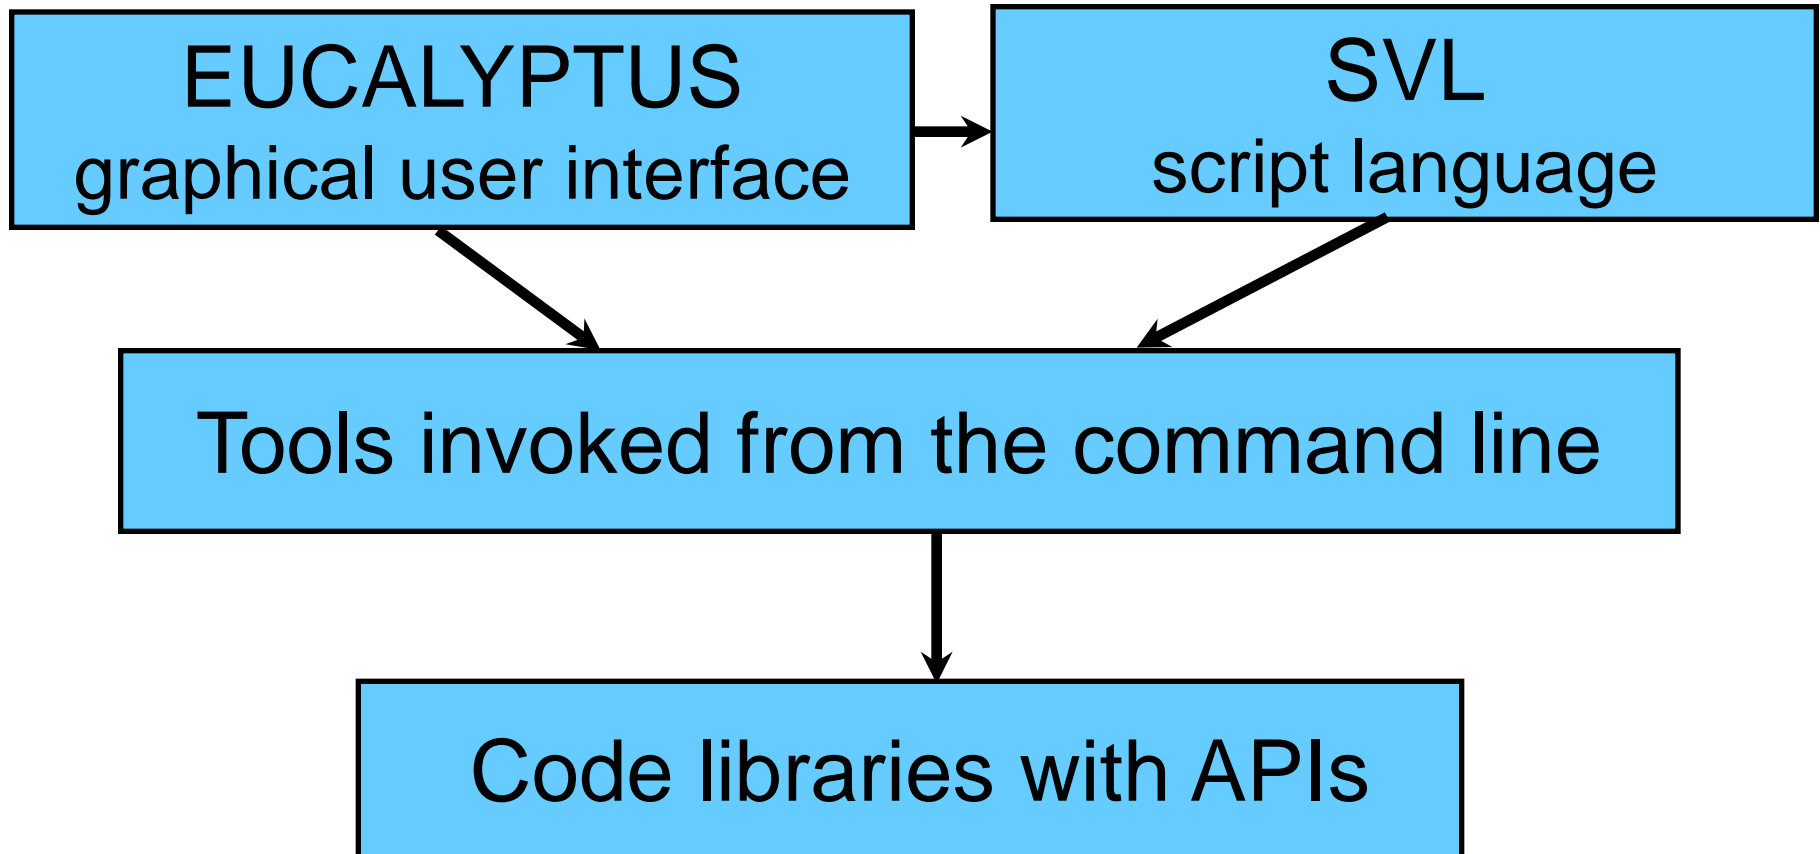 EUCALYPTUS
graphical user interface
SVL
script language
Tools invoked from the command line
Code libraries with APIs